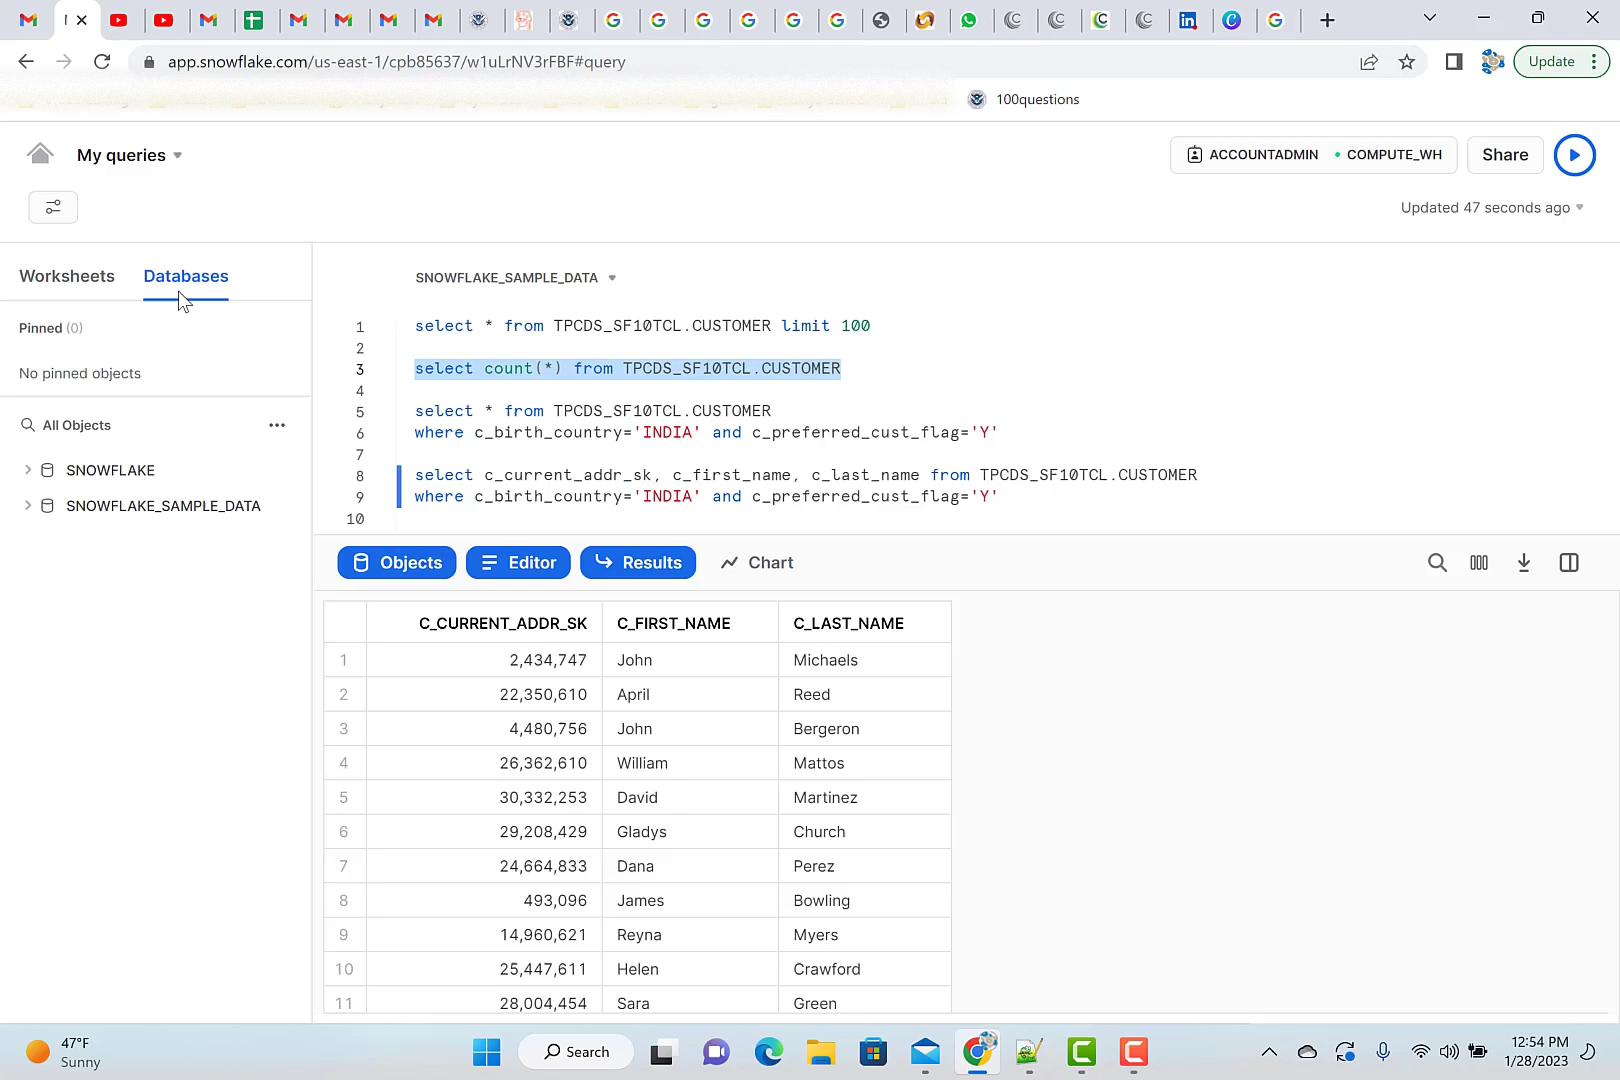 app.snowflake.com/us-east-1/cpb85637/w1uLrNV3rFBF#query
Update
100questions
My queries
ACCOUNTADMIN
COMPUTE_WH
Share
Updated 47 seconds ago
Worksheets
Databases
Pinned (0)
No pinned objects
All Objects
SNOWFLAKE
SNOWFLAKE_SAMPLE_DATA
SNOWFLAKE_SAMPLE_DATA
1 select * from TPCDS_SF10TCL.CUSTOMER limit 100
2
3 select count(*) from TPCDS_SF10TCL.CUSTOMER
4
5 select * from TPCDS_SF10TCL.CUSTOMER
6 where c_birth_country='INDIA' and c_preferred_cust_flag='Y'
7
8 select c_current_addr_sk, c_first_name, c_last_name from TPCDS_SF10TCL.CUSTOMER
9 where c_birth_country='INDIA' and c_preferred_cust_flag='Y'
10
Objects
Editor
Results
Chart
C_CURRENT_ADDR_SK C_FIRST_NAME C_LAST_NAME
1 2,434,747 John Michaels
2 22,350,610 April Reed
3 4,480,756 John Bergeron
4 26,362,610 William Mattos
5 30,332,253 David Martinez
6 29,208,429 Gladys Church
7 24,664,833 Dana Perez
8 493,096 James Bowling
9 14,960,621 Reyna Myers
10 25,447,611 Helen Crawford
11 28,004,454 Sara Green
47°F
Sunny
Search
12:54 PM
1/28/2023